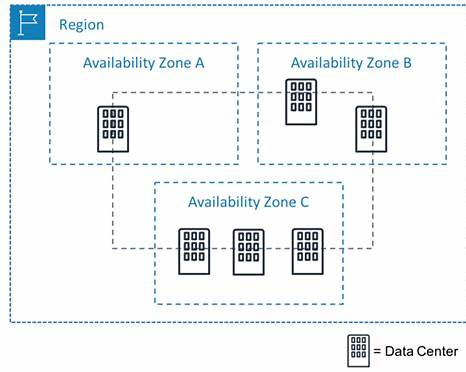 Region
Availability Zone A
Availability Zone B
Availability Zone C
= Data Center